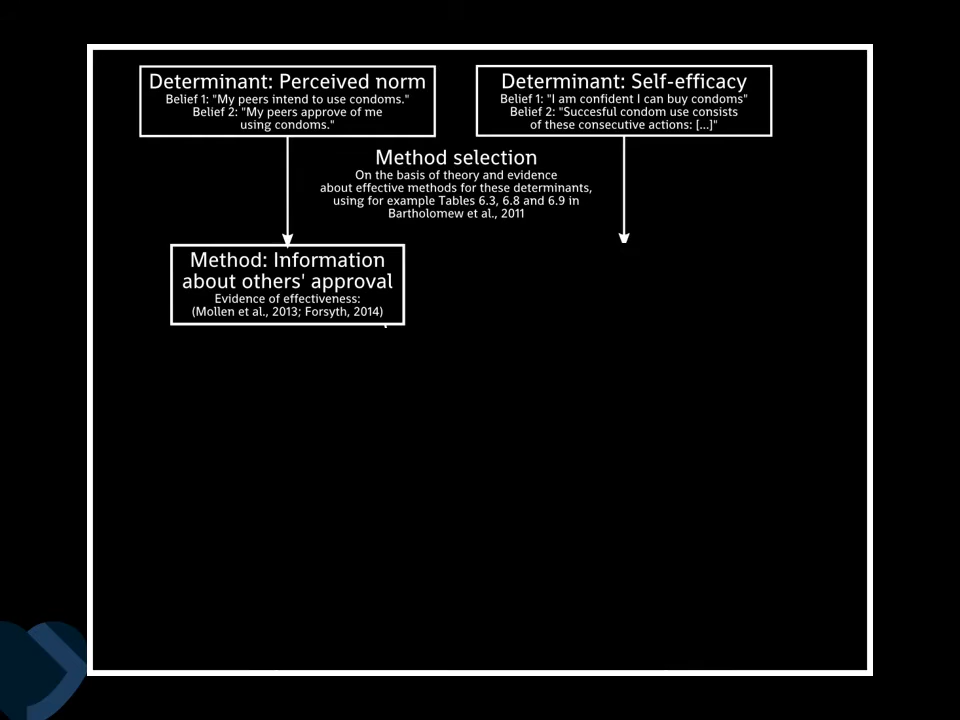 Determinant: Perceived norm
Belief 1: "My peers intend to use condoms."
Belief 2: "My peers approve of me
using condoms."
Determinant: Self-efficacy
Belief 1: "I am confident I can buy condoms"
Belief 2: "Succesful condom use consists
of these consecutive actions: [...]"
Method selection
On the basis of theory and evidence
about effective methods for these determinants,
using for example Tables 6.3, 6.8 and 6.9 in
Bartholomew et al., 2011
Method: Information
about others' approval
Evidence of effectiveness:
(Mollen et al., 2013; Forsyth, 2014)